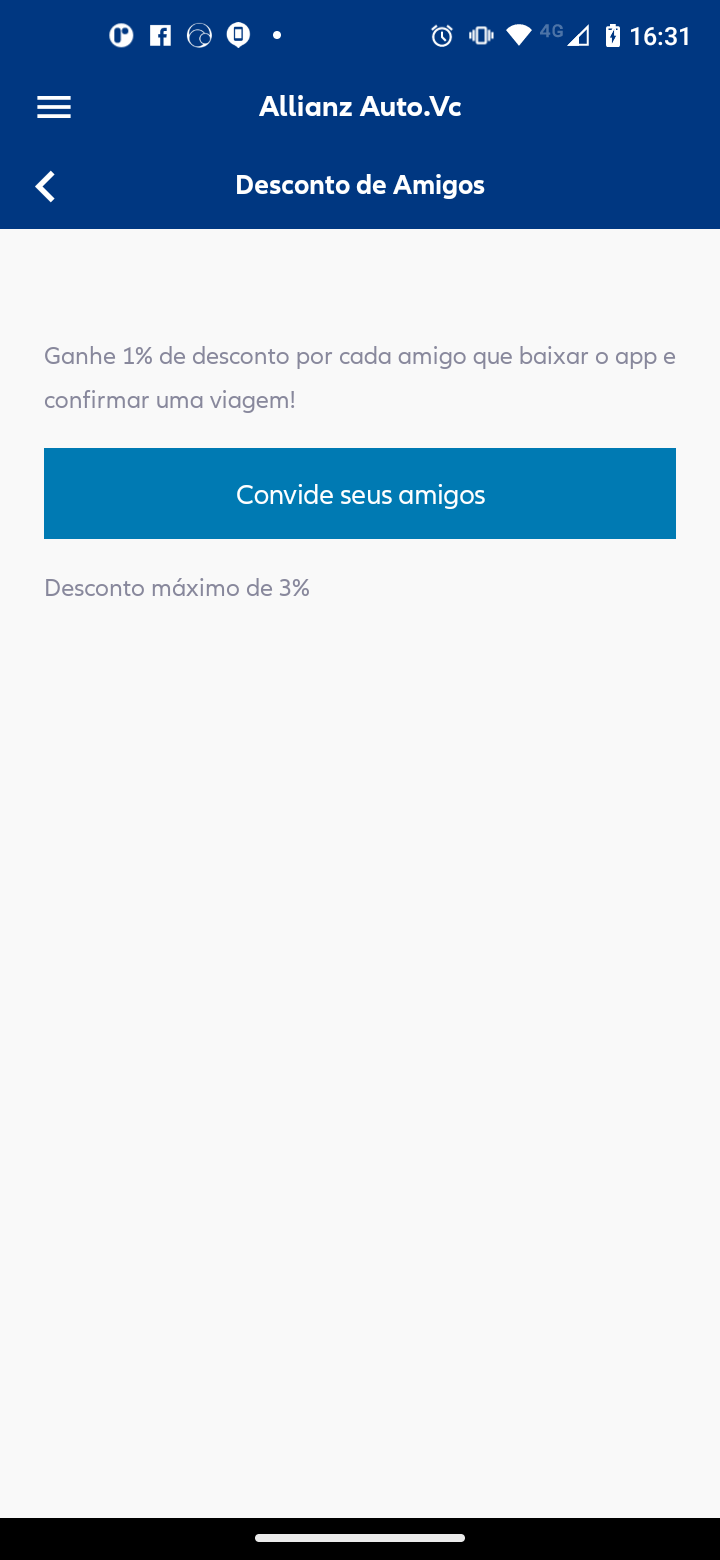 4G 16:31
Allianz Auto.Vc
Desconto de Amigos
Ganhe 1% de desconto por cada amigo que baixar o app e
confirmar uma viagem!
Convide seus amigos
Desconto máximo de 3%